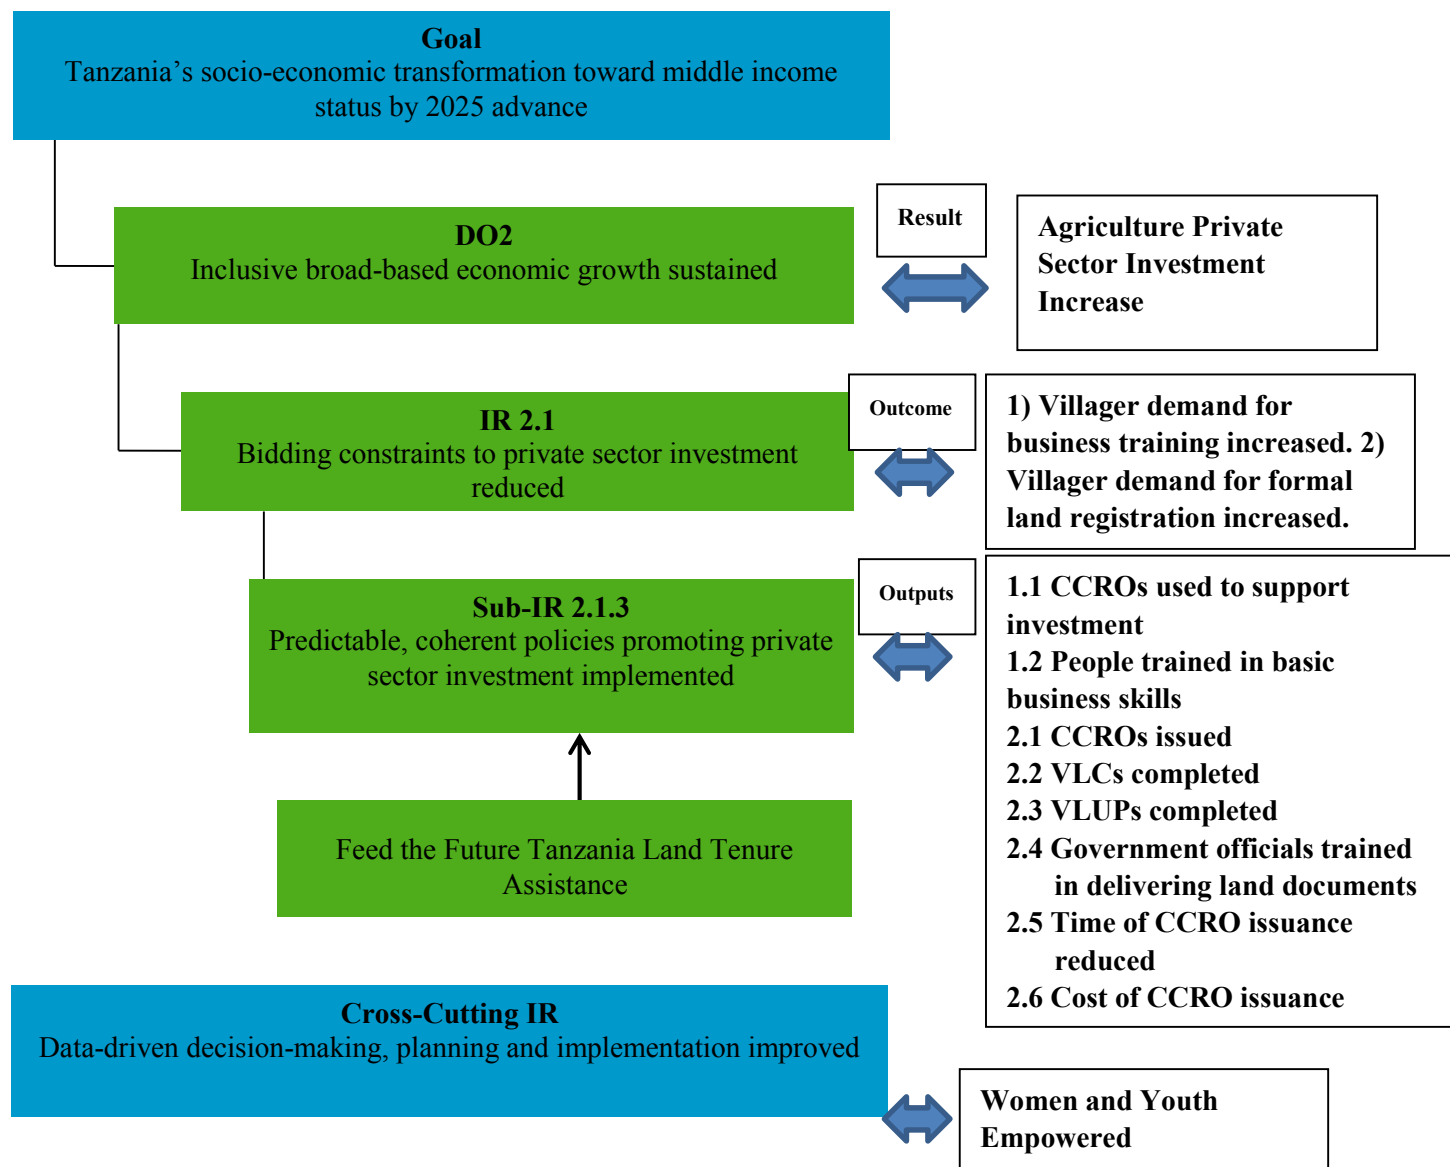 Goal
Tanzania’s socio-economic transformation toward middle income
status by 2025 advance
DO2
Inclusive broad-based economic growth sustained
Result
Agriculture Private
Sector Investment
Increase
IR 2.1
Bidding constraints to private sector investment
reduced
Outcome
1) Villager demand for
business training increased. 2)
Villager demand for formal
land registration increased.
Sub-IR 2.1.3
Predictable, coherent policies promoting private
sector investment implemented
Outputs
1.1 CCROs used to support
investment
1.2 People trained in basic
business skills
2.1 CCROs issued
2.2 VLCs completed
2.3 VLUPs completed
2.4 Government officials trained
in delivering land documents
2.5 Time of CCRO issuance
reduced
2.6 Cost of CCRO issuance
Feed the Future Tanzania Land Tenure
Assistance
Cross-Cutting IR
Data-driven decision-making, planning and implementation improved
Women and Youth
Empowered